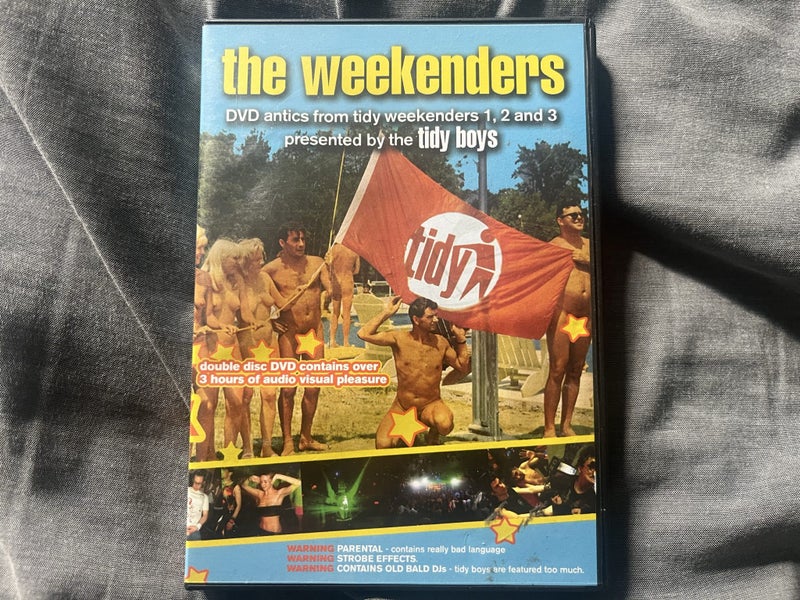 the weekenders
DVD antics from tidy weekenders 1, 2 and 3
presented by the tidy boys
tidy
double disc DVD contains over
3 hours of audio visual pleasure
WARNING PARENTAL - contains really bad language
WARNING STROBE EFFECTS.
WARNING CONTAINS OLD BALD DJs - tidy boys are featured too much.